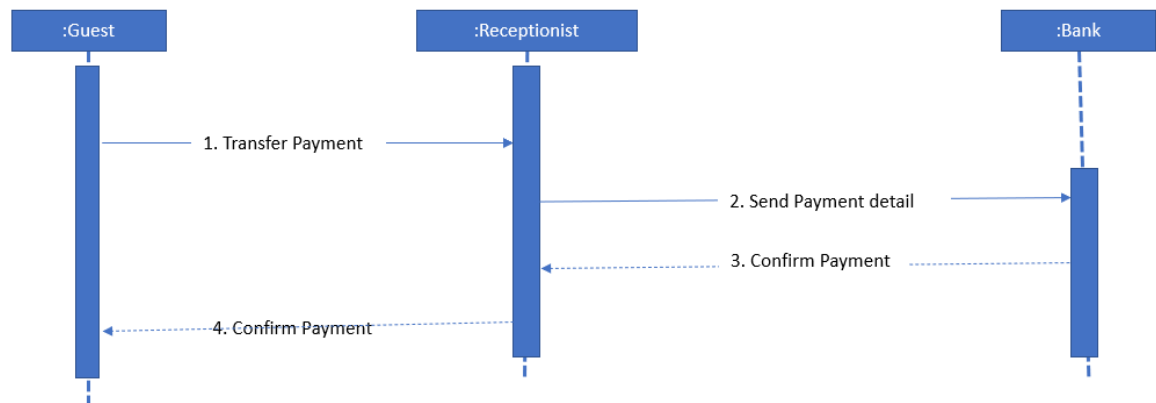 :Guest
:Receptionist
:Bank
1. Transfer Payment
2. Send Payment detail
3. Confirm Payment
4. Confirm Payment